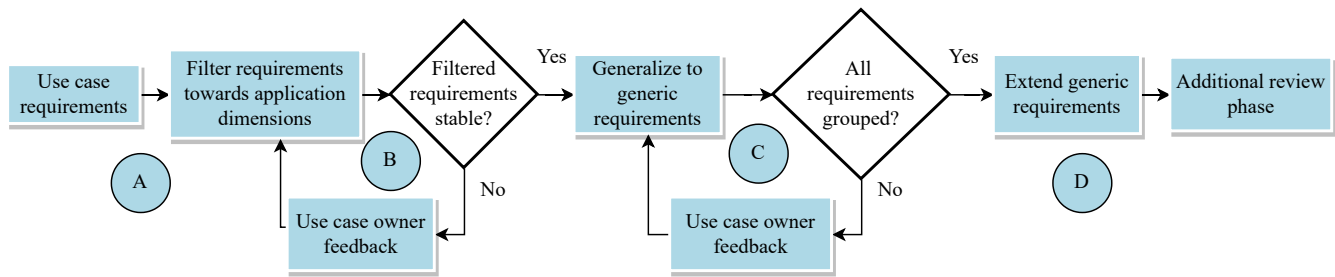 Use case
requirements
Filter requirements
towards application
dimensions
Filtered
requirements
stable?
Yes
No
Use case owner
feedback
Generalize to
generic
requirements
All
requirements
grouped?
Yes
No
Use case owner
feedback
Extend generic
requirements
Additional review
phase
A
B
C
D